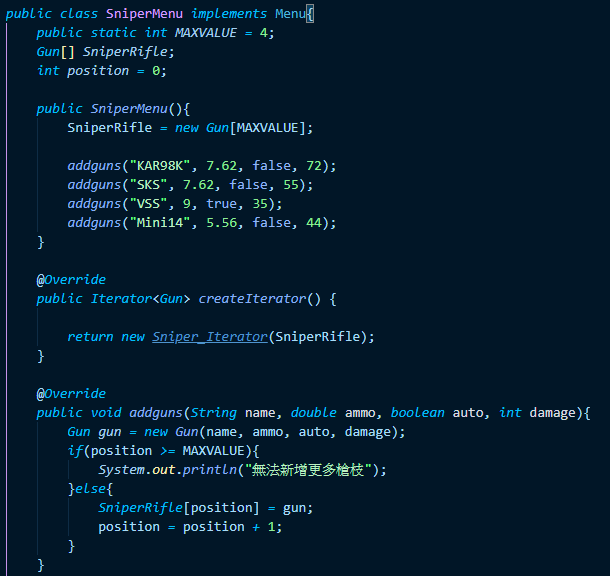 public class SniperMenu implements Menu{
    public static int MAXVALUE = 4;
    Gun[] SniperRifle;
    int position = 0;

    public SniperMenu(){
        SniperRifle = new Gun[MAXVALUE];

        addguns("KAR98K", 7.62, false, 72);
        addguns("SKS", 7.62, false, 55);
        addguns("VSS", 9, true, 35);
        addguns("Mini14", 5.56, false, 44);
    }

    @Override
    public Iterator<Gun> createIterator() {

        return new Sniper_Iterator(SniperRifle);
    }

    @Override
    public void addguns(String name, double ammo, boolean auto, int damage){
        Gun gun = new Gun(name, ammo, auto, damage);
        if(position >= MAXVALUE){
            System.out.println("無法新增更多槍枝");
        }else{
            SniperRifle[position] = gun;
            position = position + 1;
        }
    }